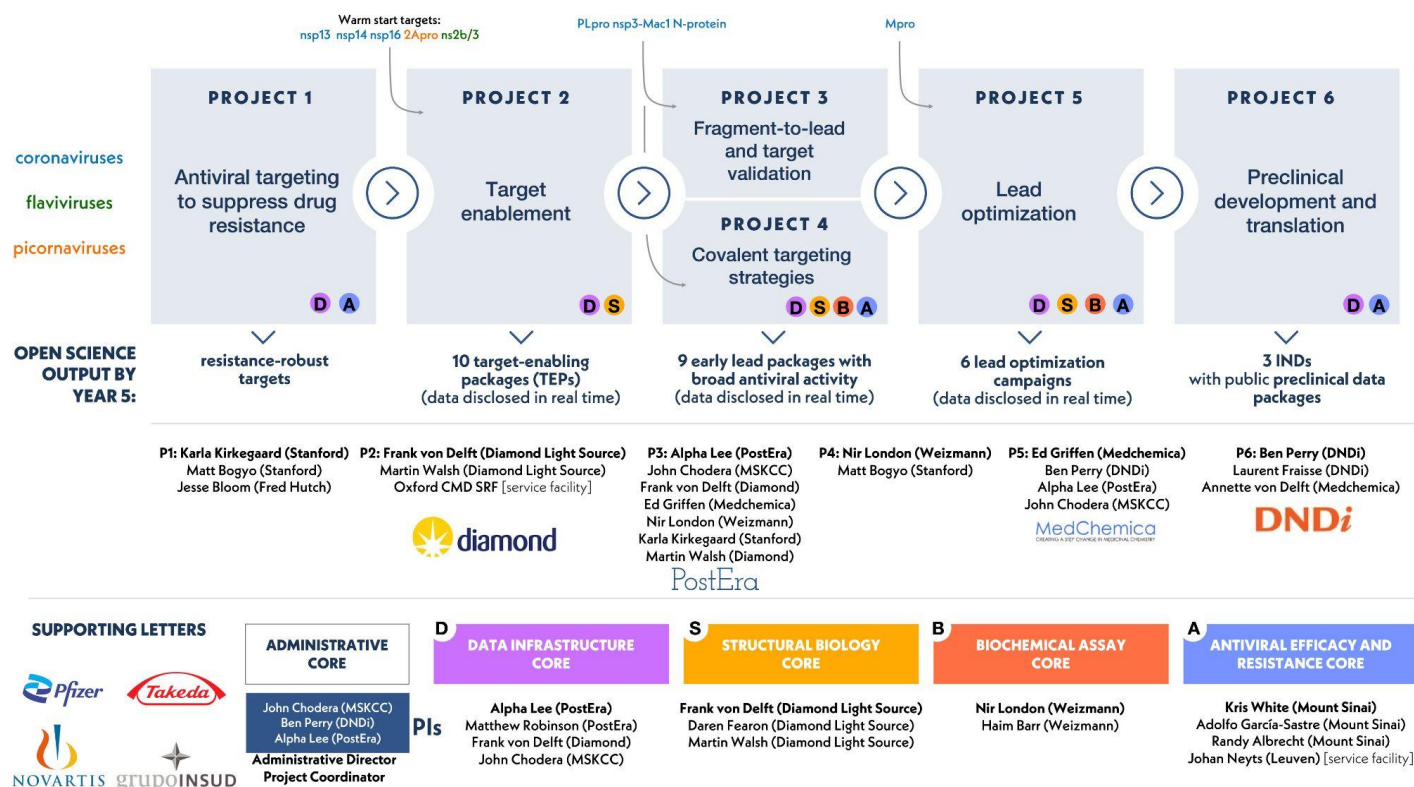 Warm start targets:
nsp13 nsp14 nsp16 2Apro ns2b/3
PLpro nsp3-Mac1 N-protein
Mpro
coronaviruses
flaviviruses
picornaviruses
PROJECT 1
Antiviral targeting
to suppress drug
resistance
D A
PROJECT 2
Target
enablement
D S
PROJECT 3
Fragment-to-lead
and target
validation
PROJECT 4
Covalent targeting
strategies
D S B A
PROJECT 5
Lead
optimization
D S B A
PROJECT 6
Preclinical
development and
translation
D A
OPEN SCIENCE
OUTPUT BY
YEAR 5:
resistance-robust
targets
10 target-enabling
packages (TEPs)
(data disclosed in real time)
9 early lead packages with
broad antiviral activity
(data disclosed in real time)
6 lead optimization
campaigns
(data disclosed in real time)
3 INDs
with public preclinical data
packages
P1: Karla Kirkegaard (Stanford)
Matt Bogyo (Stanford)
Jesse Bloom (Fred Hutch)
P2: Frank von Delft (Diamond Light Source)
Martin Walsh (Diamond Light Source)
Oxford CMD SRF [service facility]
diamond
P3: Alpha Lee (PostEra)
John Chodera (MSKCC)
Frank von Delft (Diamond)
Ed Griffen (Medchemica)
Nir London (Weizmann)
Karla Kirkegaard (Stanford)
Martin Walsh (Diamond)
PostEra
P4: Nir London (Weizmann)
Matt Bogyo (Stanford)
P5: Ed Griffen (Medchemica)
Ben Perry (DNDi)
Alpha Lee (PostEra)
John Chodera (MSKCC)
MedChemica
CREATING A STEP CHANGE IN MEDICINAL CHEMISTRY
P6: Ben Perry (DNDi)
Laurent Fraisse (DNDi)
Annette von Delft (Medchemica)
DNDi
SUPPORTING LETTERS
Pfizer
Takeda
NOVARTIS
grupoINSUD
ADMINISTRATIVE
CORE
John Chodera (MSKCC)
Ben Perry (DNDi)
Alpha Lee (PostEra)
PIs
Administrative Director
Project Coordinator
D
DATA INFRASTRUCTURE
CORE
Alpha Lee (PostEra)
Matthew Robinson (PostEra)
Frank von Delft (Diamond)
John Chodera (MSKCC)
S
STRUCTURAL BIOLOGY
CORE
Frank von Delft (Diamond Light Source)
Daren Fearon (Diamond Light Source)
Martin Walsh (Diamond Light Source)
B
BIOCHEMICAL ASSAY
CORE
Nir London (Weizmann)
Haim Barr (Weizmann)
A
ANTIVIRAL EFFICACY AND
RESISTANCE CORE
Kris White (Mount Sinai)
Adolfo García-Sastre (Mount Sinai)
Randy Albrecht (Mount Sinai)
Johan Neyts (Leuven) [service facility]